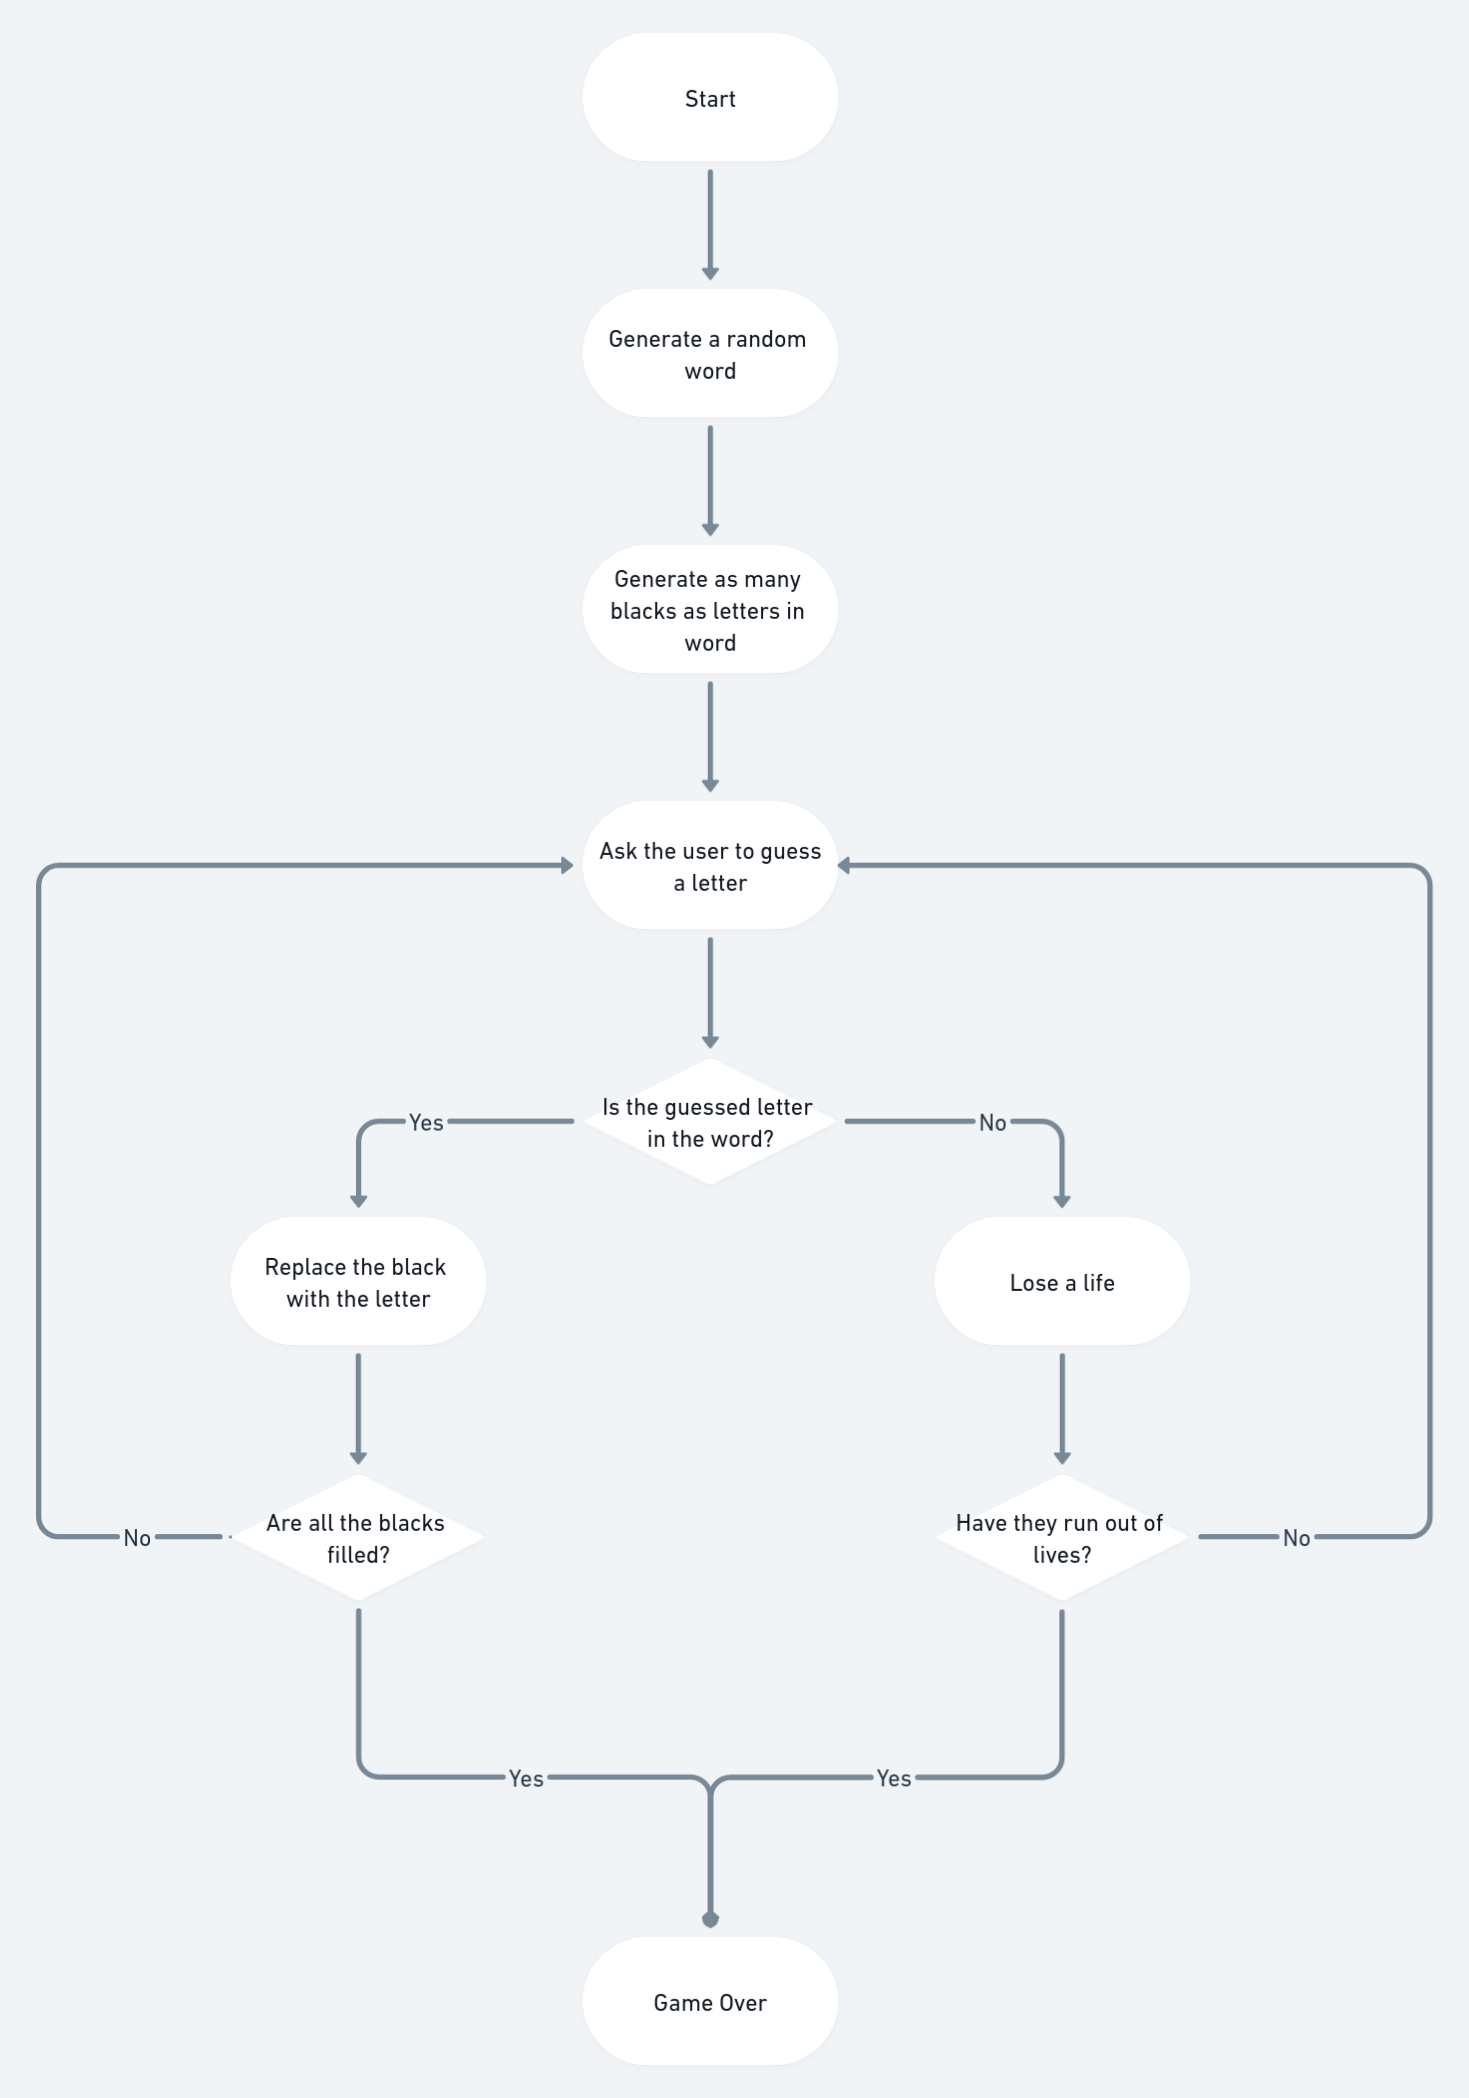 Start
Generate a random
word
Generate as many
blacks as letters in
word
Ask the user to guess
a letter
Is the guessed letter
in the word?
Yes
No
Replace the black
with the letter
Lose a life
Are all the blacks
filled?
Have they run out of
lives?
No
No
Yes
Yes
Game Over